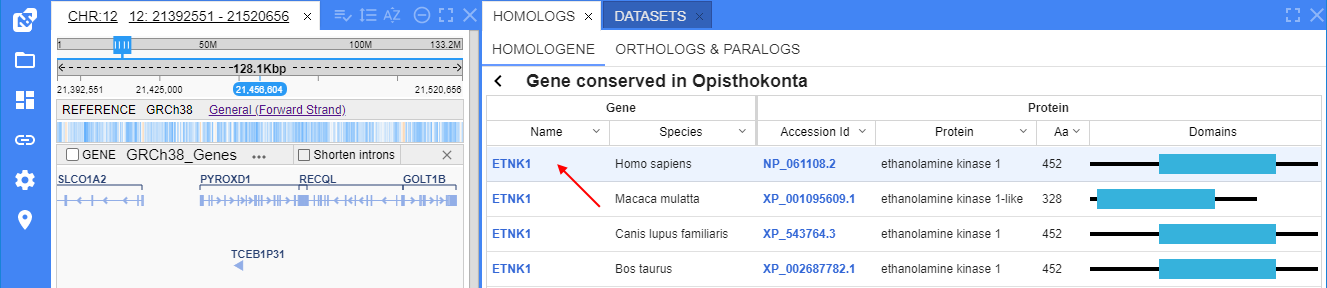 CHR:12 12: 21392551 - 21520656
1 50M 100M 133.2M
128.1Kbp
21,392,551 21,425,000 21,456,604 21,520,656
REFERENCE GRCh38 General (Forward Strand)
GENE GRCh38_Genes ... Shorten introns
SLCO1A2 PYROXD1 RECQL GOLT1B
TCEB1P31
HOMOLOGS DATASETS
HOMOLOGENE ORTHOLOGS & PARALOGS
Gene conserved in Opisthokonta
Gene Protein
Name Species Accession Id Protein Aa Domains
ETNK1 Homo sapiens NP_061108.2 ethanolamine kinase 1 452
ETNK1 Macaca mulatta XP_001095609.1 ethanolamine kinase 1-like 328
ETNK1 Canis lupus familiaris XP_543764.3 ethanolamine kinase 1 452
ETNK1 Bos taurus XP_002687782.1 ethanolamine kinase 1 452